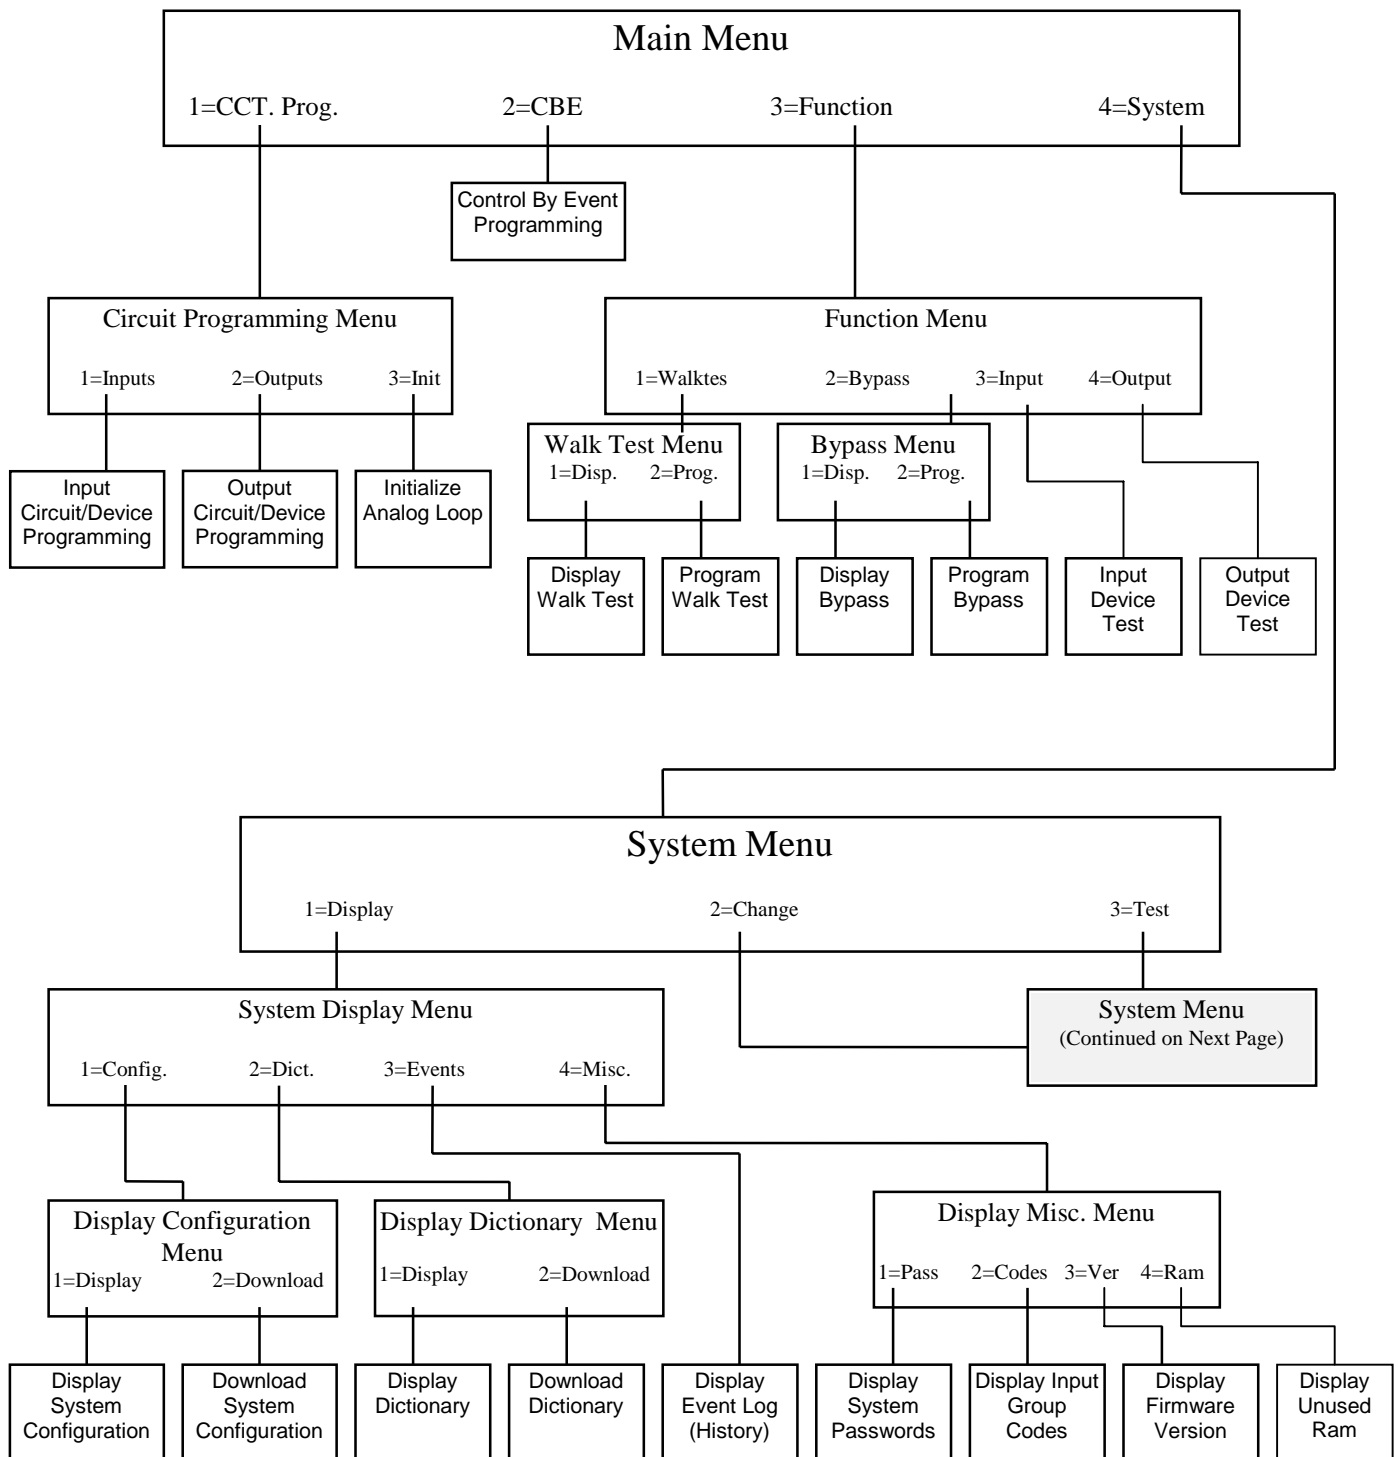 Main Menu
1=CCT. Prog. 2=CBE 3=Function 4=System
Control By Event
Programming
Circuit Programming Menu
1=Inputs 2=Outputs 3=Init
Function Menu
1=Walktes 2=Bypass 3=Input 4=Output
Input
Circuit/Device
Programming
Output
Circuit/Device
Programming
Initialize
Analog Loop
Walk Test Menu
1=Disp. 2=Prog.
Bypass Menu
1=Disp. 2=Prog.
Display
Walk Test
Program
Walk Test
Display
Bypass
Program
Bypass
Input
Device
Test
Output
Device
Test
System Menu
1=Display 2=Change 3=Test
System Display Menu
1=Config. 2=Dict. 3=Events 4=Misc.
System Menu
(Continued on Next Page)
Display Configuration
Menu
1=Display 2=Download
Display Dictionary Menu
1=Display 2=Download
Display Misc. Menu
1=Pass 2=Codes 3=Ver 4=Ram
Display
System
Configuration
Download
System
Configuration
Display
Dictionary
Download
Dictionary
Display
Event Log
(History)
Display
System
Passwords
Display Input
Group
Codes
Display
Firmware
Version
Display
Unused
Ram